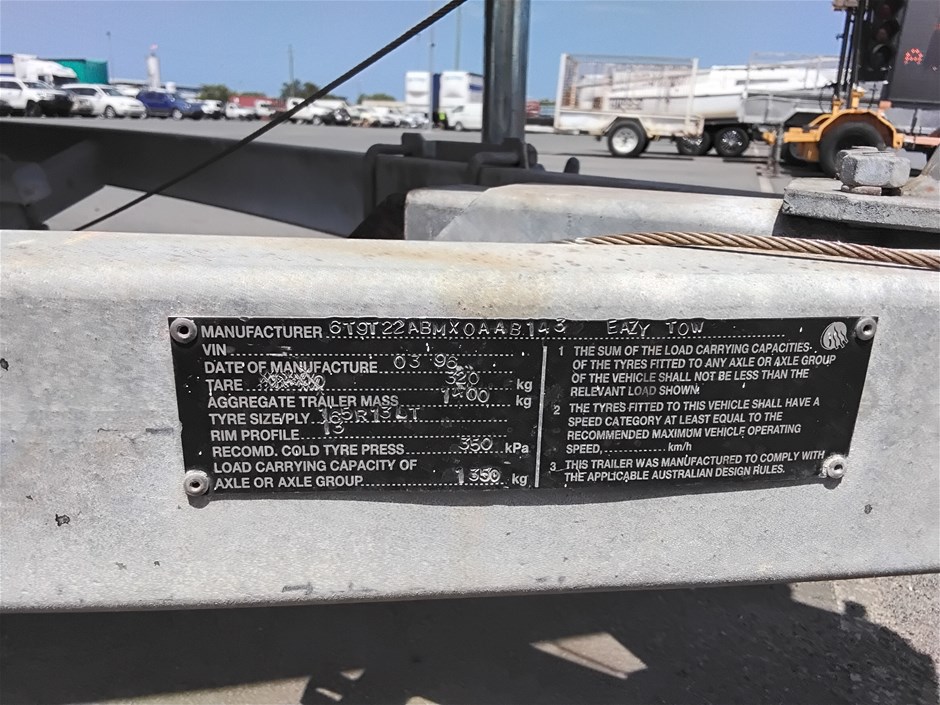 MANUFACTURER 6T9T22ABMX0AAB143 EAZY TOW
VIN
DATE OF MANUFACTURE 03 96
TARE 320 kg
AGGREGATE TRAILER MASS kg
TYRE SIZE/PLY 165R13LT
RIM PROFILE 13
RECOMD. COLD TYRE PRESS 350 kPa
LOAD CARRYING CAPACITY OF
AXLE OR AXLE GROUP 1350 kg
1 THE SUM OF THE LOAD CARRYING CAPACITIES
OF THE TYRES FITTED TO ANY AXLE OR AXLE GROUP
OF THE VEHICLE SHALL NOT BE LESS THAN THE
RELEVANT LOAD SHOWN
2 THE TYRES FITTED TO THIS VEHICLE SHALL HAVE A
SPEED CATEGORY AT LEAST EQUAL TO THE
RECOMMENDED MAXIMUM VEHICLE OPERATING
SPEED, km/h
3 THIS TRAILER WAS MANUFACTURED TO COMPLY WITH
THE APPLICABLE AUSTRALIAN DESIGN RULES.